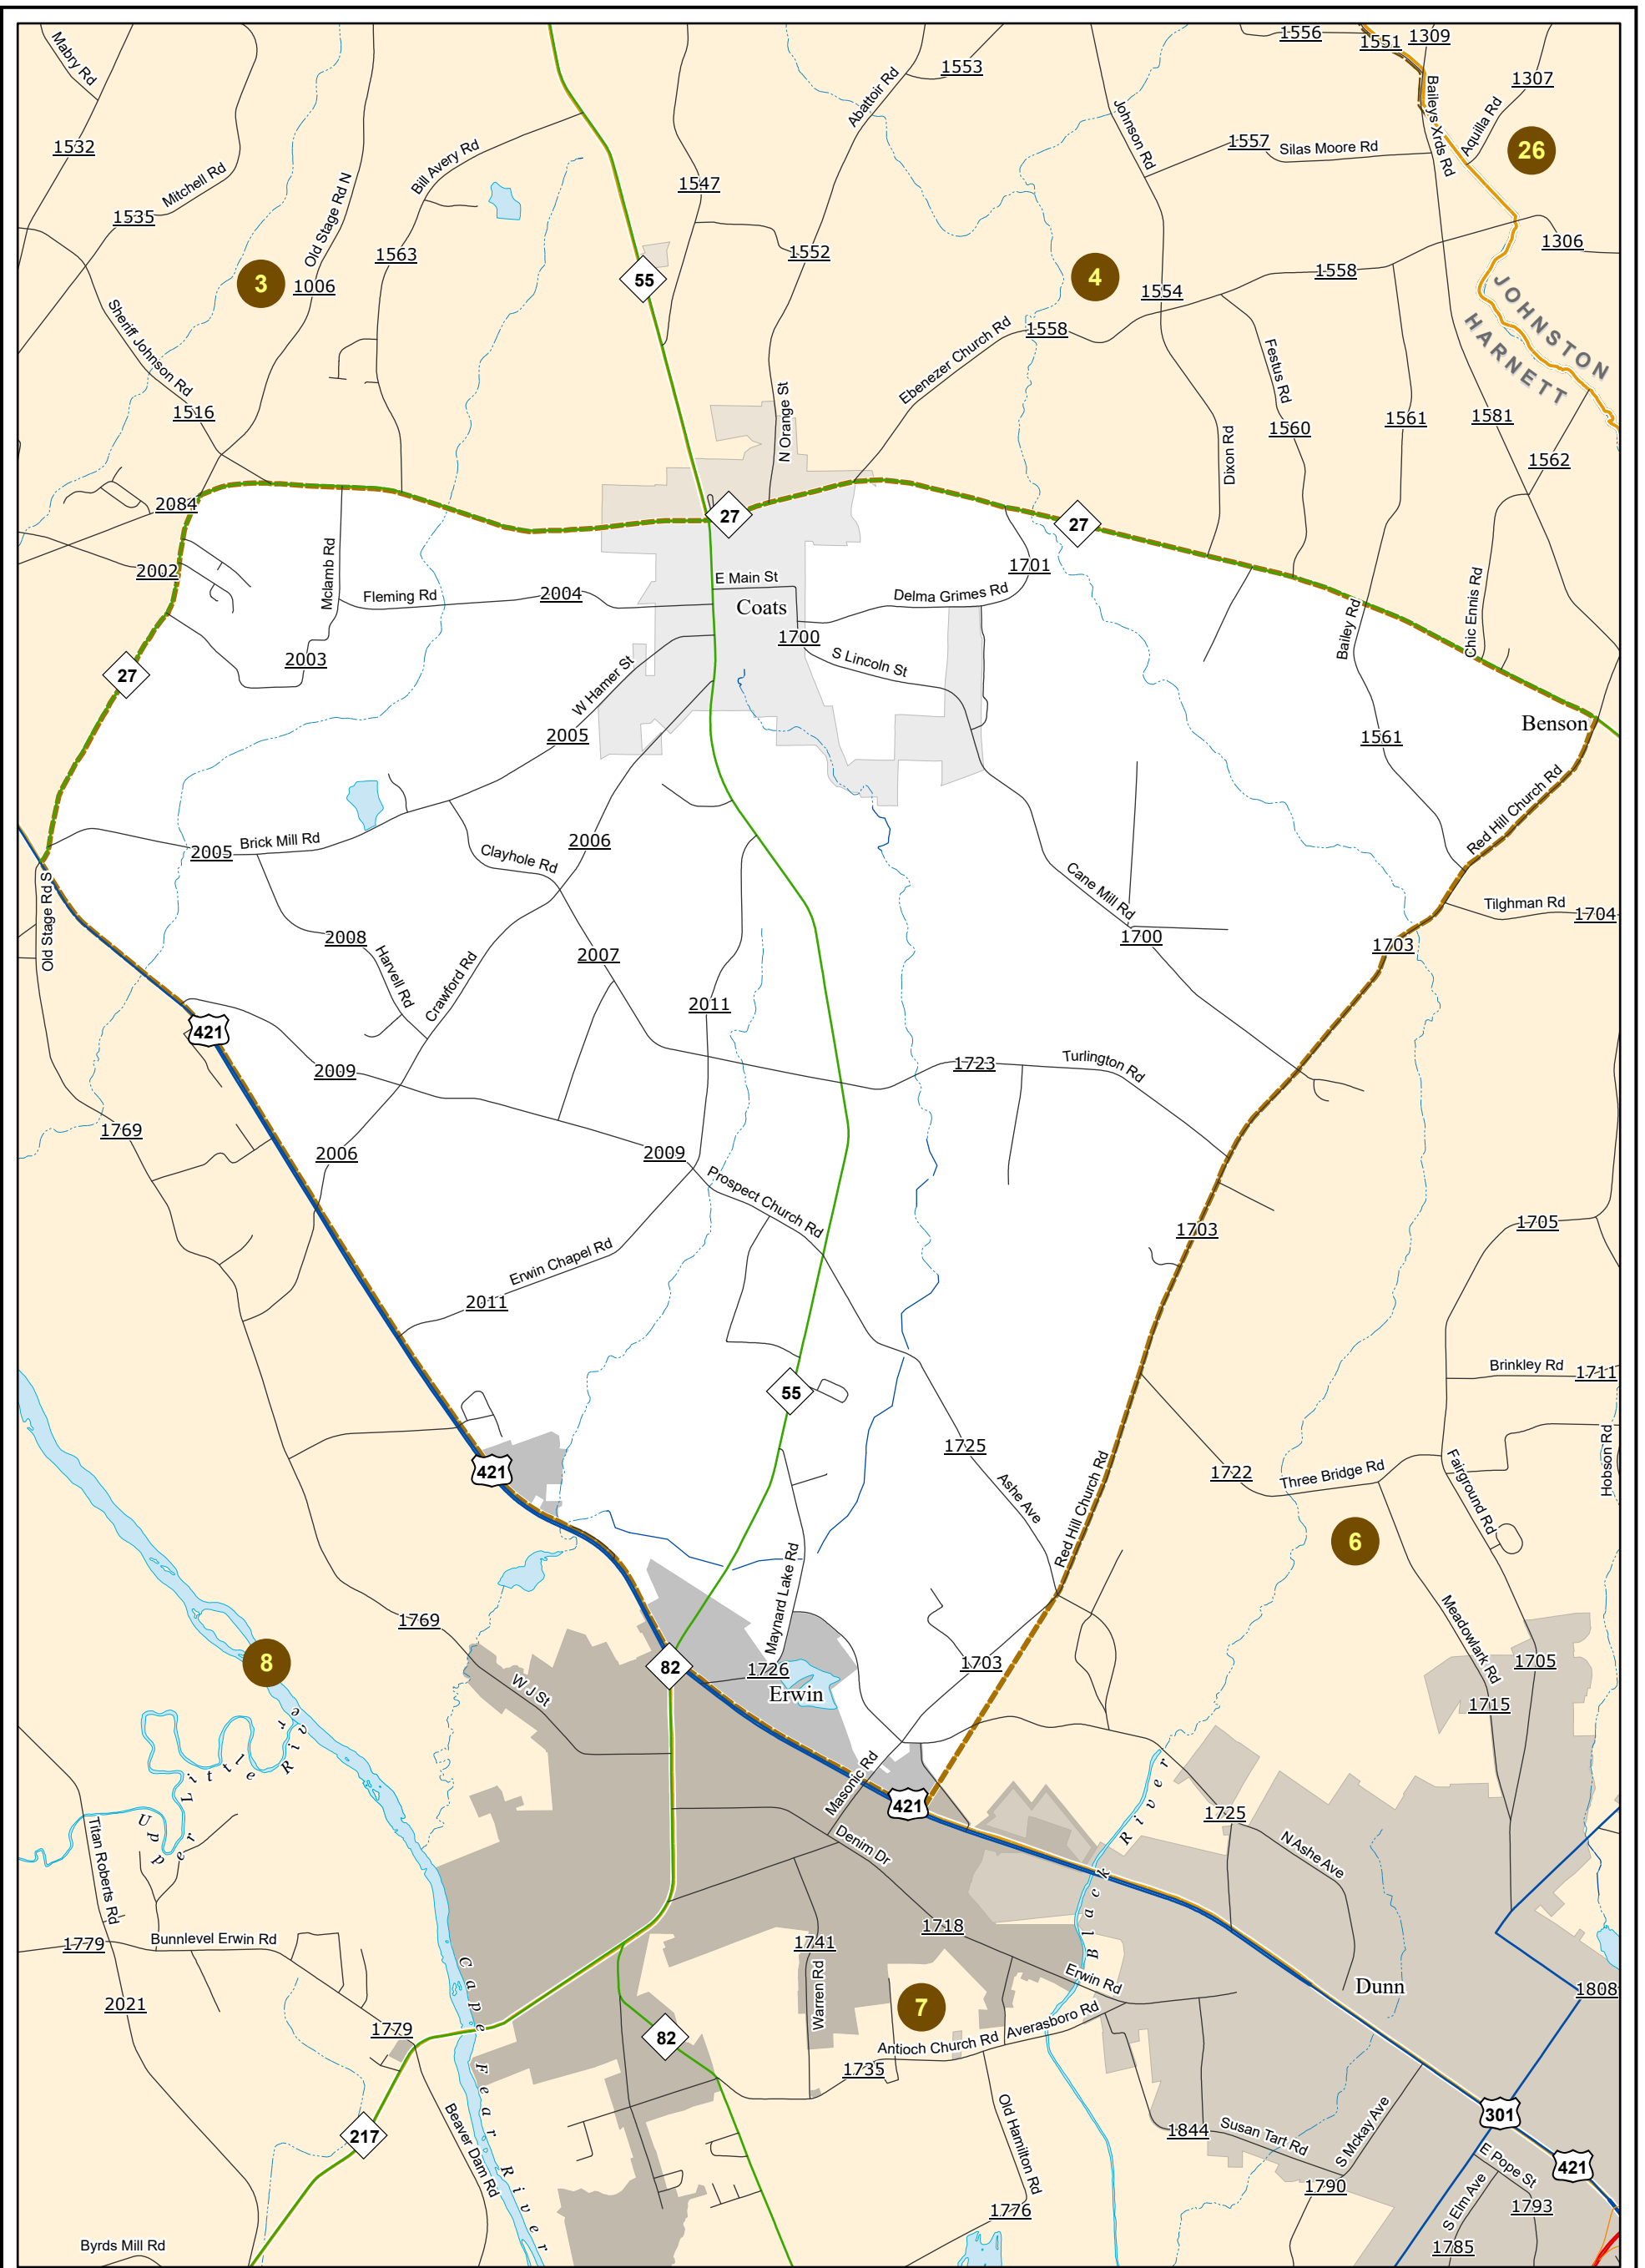 Mabry Rd
1556
1551
1309
1553
1307
Baileys Xrds Rd
Aquilla Rd
Abattoir Rd
Johnson Rd
1532
1557
Silas Moore Rd
26
Bill Avery Rd
Mitchell Rd
1547
1535
Old Stage Rd N
1563
1552
1306
3
1006
55
4
1558
1554
JOHNSTON
HARNETT
Sheriff Johnson Rd
Ebenezer Church Rd
1558
Festus Rd
1516
N Orange St
1561
1581
1560
Dixon Rd
1562
2084
27
27
2002
1701
Mclamb Rd
Fleming Rd
2004
E Main St
Coats
Delma Grimes Rd
Chic Ennis Rd
Bailey Rd
1700
2003
27
W Hamer St
S Lincoln St
2005
1561
Benson
Red Hill Church Rd
2005
Brick Mill Rd
2006
Clayhole Rd
Cane Mill Rd
Tilghman Rd
1704
Old Stage Rd S
2008
1700
1703
Harvell Rd
Crawford Rd
2007
2011
421
2009
1723
Turlington Rd
1769
2006
2009
Prospect Church Rd
1705
1703
Erwin Chapel Rd
2011
Brinkley Rd
1711
55
1725
421
1722
Three Bridge Rd
Fairground Rd
Hobson Rd
Ashe Ave
Red Hill Church Rd
6
Maynard Lake Rd
Meadowlark Rd
1769
8
82
1726
1703
1705
W J St
Erwin
1715
Upper Little River
Masonic Rd
421
1725
Black River
Titan Roberts Rd
Denim Dr
N Ashe Ave
1718
1741
1779
Bunnlevel Erwin Rd
Cape Fear River
Warren Rd
Erwin Rd
Dunn
1808
2021
7
1779
82
Antioch Church Rd
Averasboro Rd
1735
217
Beaver Dam Rd
Old Hamilton Rd
1844
Susan Tart Rd
S Mckay Ave
301
421
E Pope St
1790
S Elm Ave
1793
1776
Byrds Mill Rd
1785